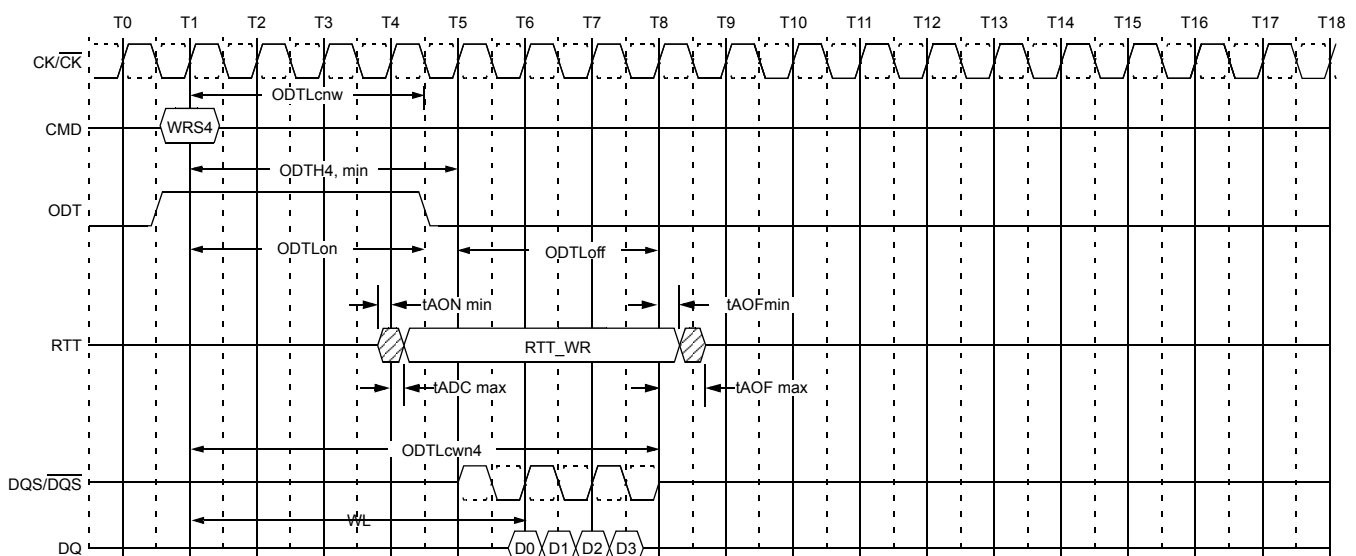 T0 T1 T2 T3 T4 T5 T6 T7 T8 T9 T10 T11 T12 T13 T14 T15 T16 T17 T18
CK/CK
ODTLcnw
CMD
WRS4
ODTH4, min
ODT
ODTLon
ODTLoff
tAON min
tAOFmin
RTT
RTT_WR
tADC max
tAOF max
ODTLcwn4
DQS/DQS
WL
DQ
D0 D1 D2 D3